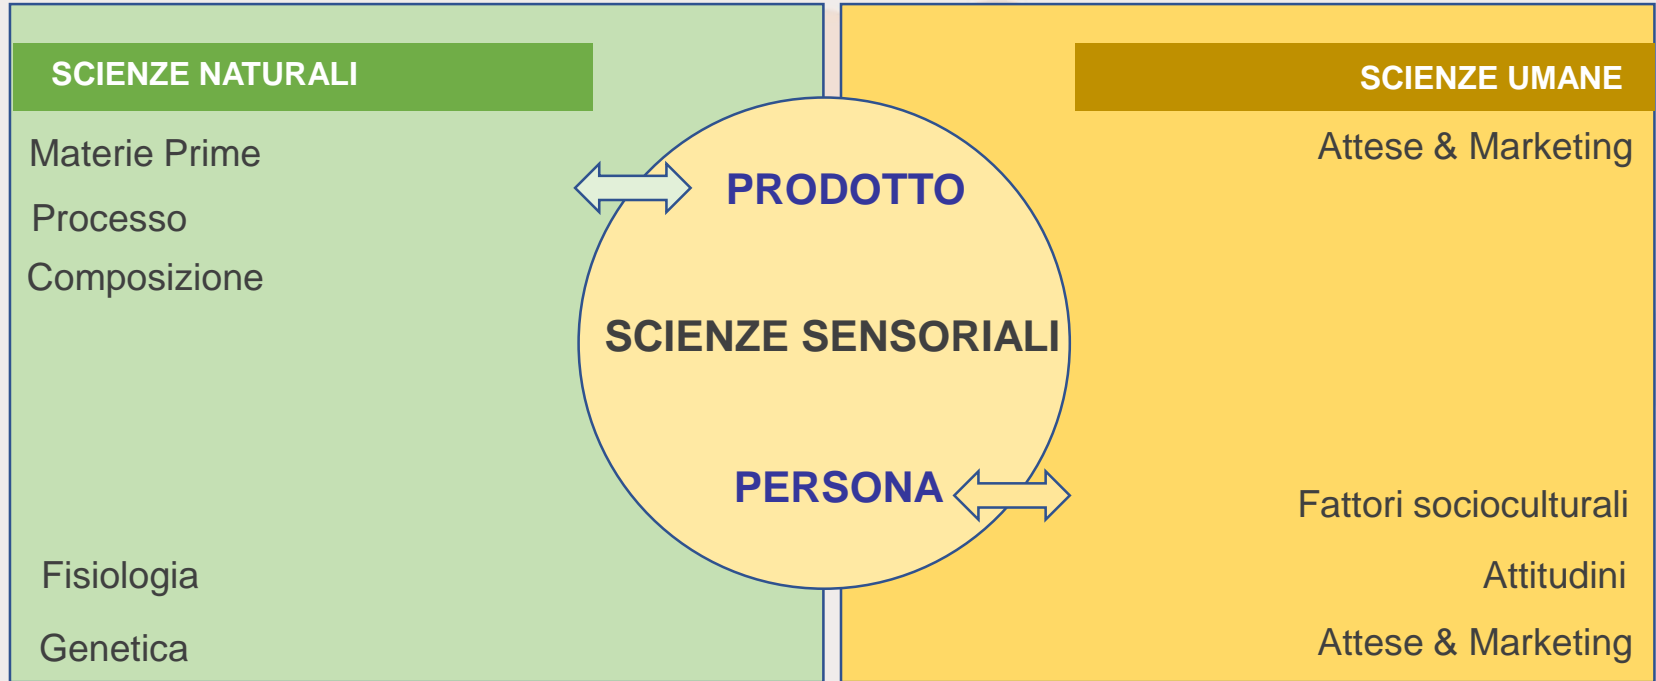 SCIENZE NATURALI
SCIENZE UMANE
Materie Prime
Attese & Marketing
PRODOTTO
Processo
Composizione
SCIENZE SENSORIALI
PERSONA
Fattori socioculturali
Fisiologia
Attitudini
Genetica
Attese & Marketing